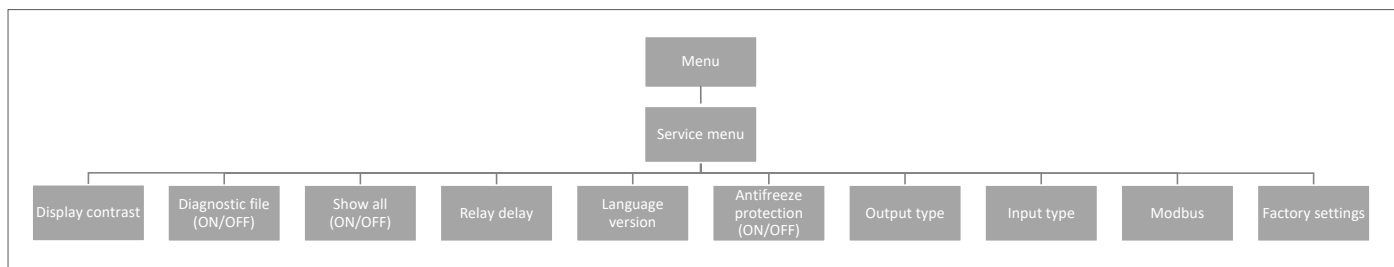 Menu
Service menu
Display contrast
Diagnostic file
(ON/OFF)
Show all
(ON/OFF)
Relay delay
Language
version
Antifreeze
protection
(ON/OFF)
Output type
Input type
Modbus
Factory settings